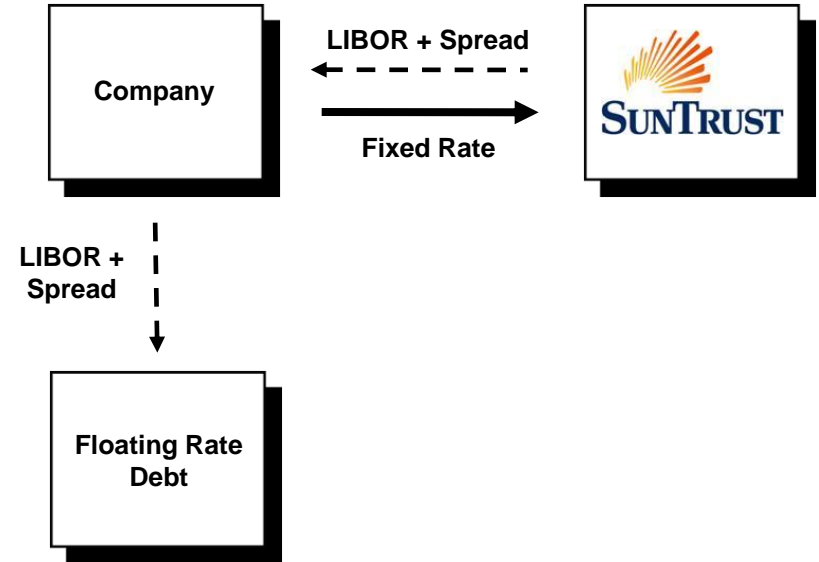 LIBOR + Spread
Company
SUNTRUST
Fixed Rate
LIBOR +
Spread
Floating Rate
Debt